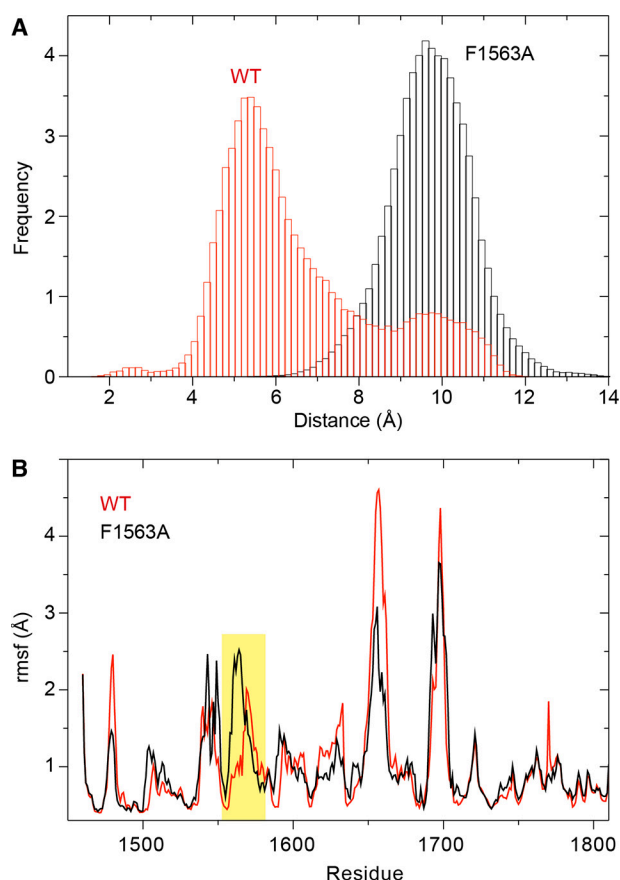 A
WT
F1563A
Frequency
4
3
2
1
0
2 4 6 8 10 12 14
Distance (Å)
B
WT
F1563A
rmsf (Å)
4
3
2
1
1500 1600 1700 1800
Residue